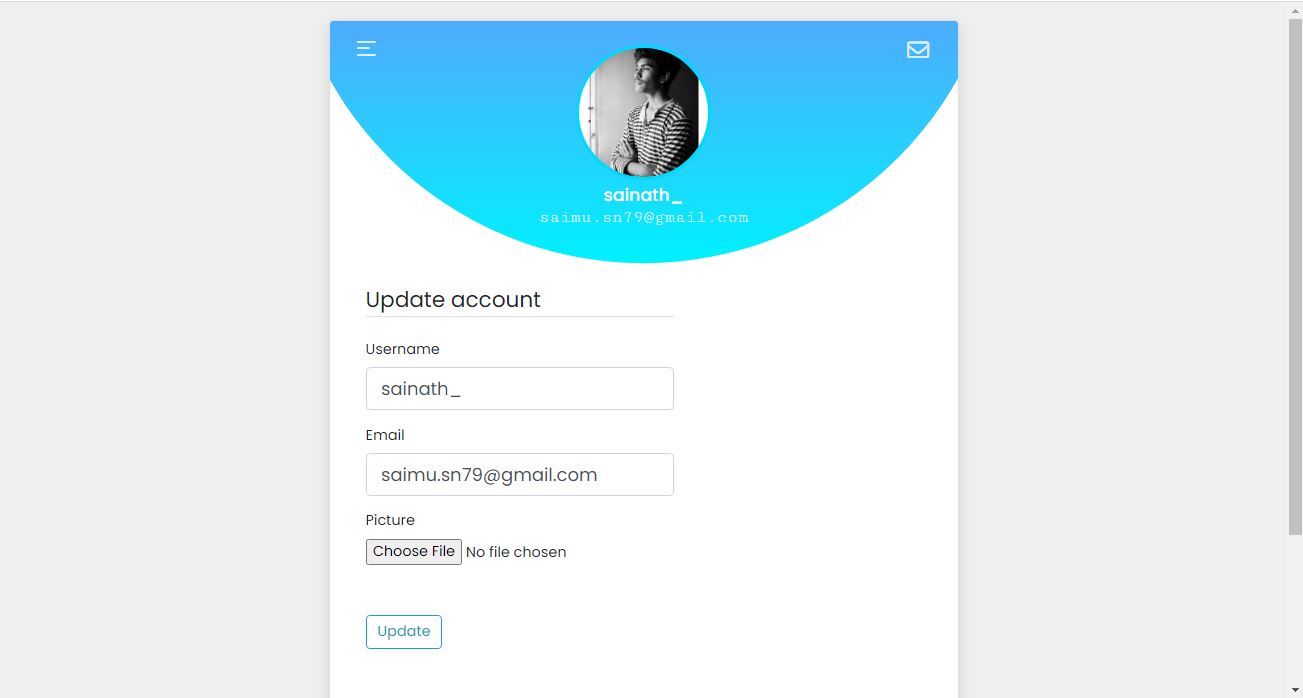 sainath_
saimu.sn79@gmail.com
Update account
Username
sainath_
Email
saimu.sn79@gmail.com
Picture
Choose File No file chosen
Update